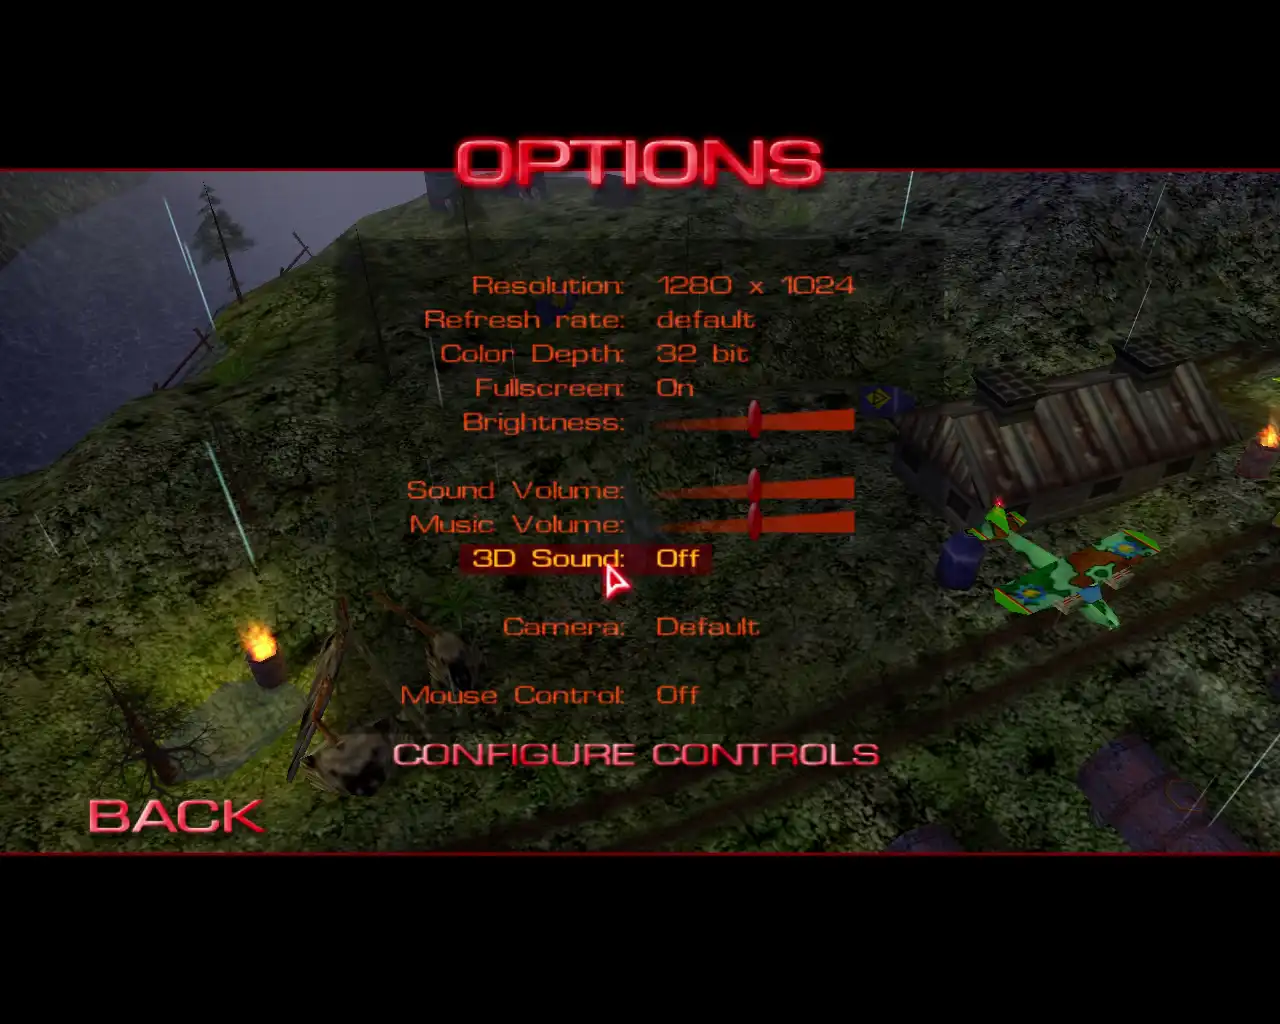 OPTIONS
Resolution: 1280 x 1024
Refresh rate: default
Color Depth: 32 bit
Fullscreen: On
Brightness:
Sound Volume:
Music Volume:
3D Sound: Off
Camera: Default
Mouse Control: Off
CONFIGURE CONTROLS
BACK